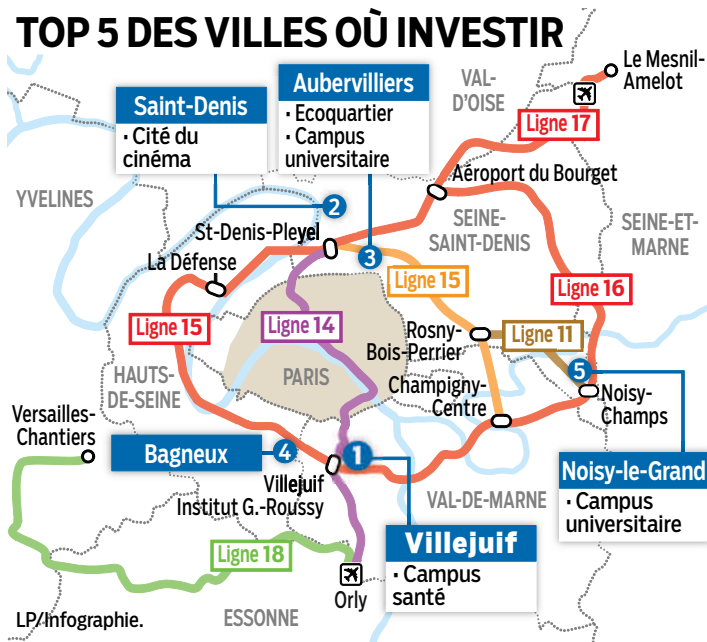 TOP 5 DES VILLES OÙ INVESTIR
Le Mesnil-
Amelot
VAL-
D'OISE
Aubervilliers
· Ecoquartier
· Campus
universitaire
Saint-Denis
· Cité du
cinéma
Ligne 17
Aéroport du Bourget
YVELINES
2
SEINE-
SAINT-DENIS
SEINE-ET-
MARNE
St-Denis-Pleyel
3
La Défense
Ligne 15
Ligne 16
Ligne 15
Ligne 14
Rosny-
Bois-Perrier
Ligne 11
HAUTS-
DE-SEINE
PARIS
5
Champigny-
Centre
Noisy-
Champs
Versailles-
Chantiers
Bagneux
4
1
Villejuif
Institut G.-Roussy
Noisy-le-Grand
· Campus
universitaire
VAL-DE-MARNE
Villejuif
· Campus
santé
Ligne 18
Orly
LP/Infographie.
ESSONNE